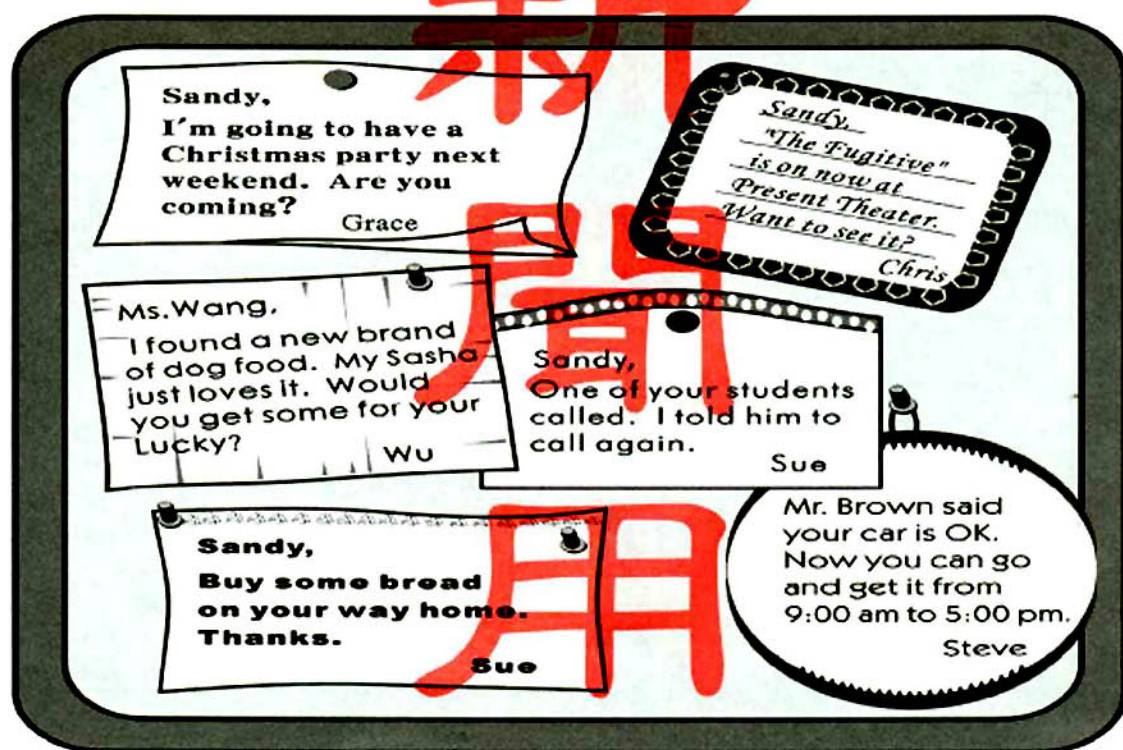 Sandy,
I'm going to have a
Christmas party next
weekend. Are you
coming?
Grace
Sandy,
"The Fugitive"
is on now at
Present Theater.
Want to see it?
Chris
Ms.Wang,
I found a new brand
of dog food. My Sasha
just loves it. Would
you get some for your
Lucky?
Wu
Sandy,
One of your students
called. I told him to
call again.
Sue
Mr. Brown said
your car is OK.
Now you can go
and get it from
9:00 am to 5:00 pm.
Steve
Sandy,
Buy some bread
on your way home.
Thanks.
Sue
新
聞
用